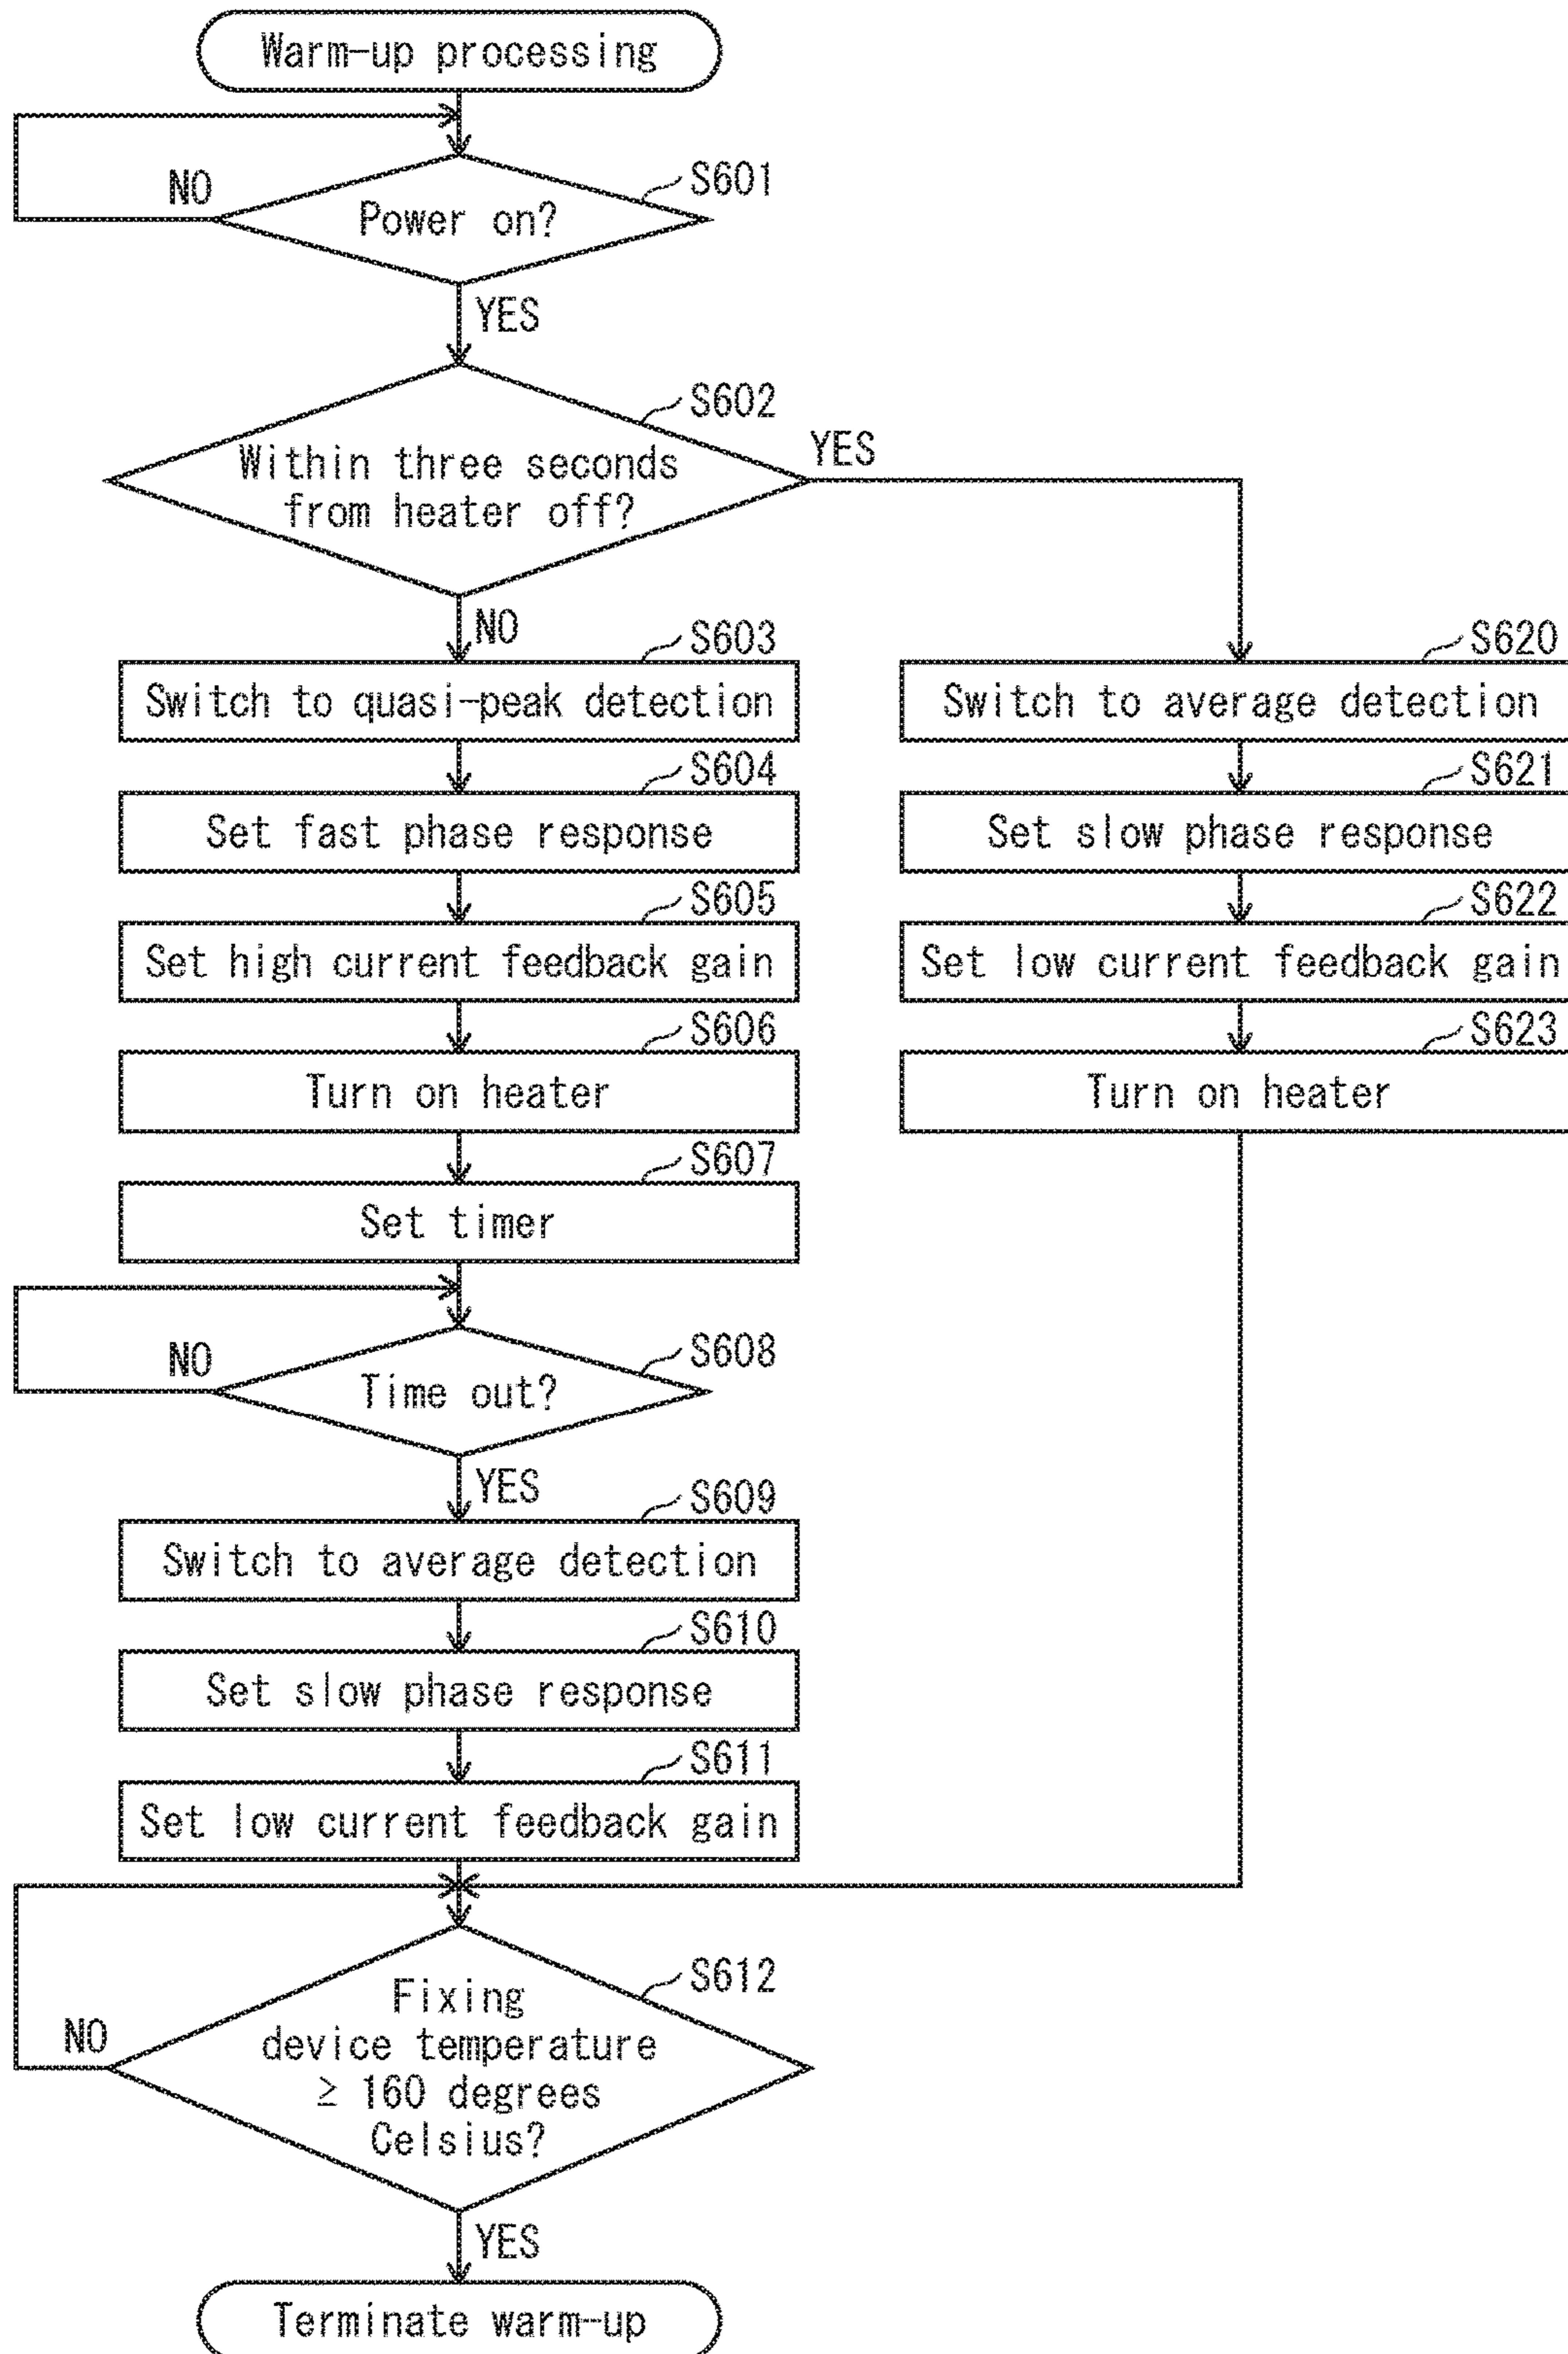 Warm-up processing
S601
NO
Power on?
YES
S602
YES
Within three seconds
from heater off?
NO
S603
Switch to quasi-peak detection
S604
Set fast phase response
S605
Set high current feedback gain
S606
Turn on heater
S607
Set timer
S608
NO
Time out?
YES
S609
Switch to average detection
S610
Set slow phase response
S611
Set low current feedback gain
S620
Switch to average detection
S621
Set slow phase response
S622
Set low current feedback gain
S623
Turn on heater
S612
NO
Fixing
device temperature
≥ 160 degrees
Celsius?
YES
Terminate warm-up